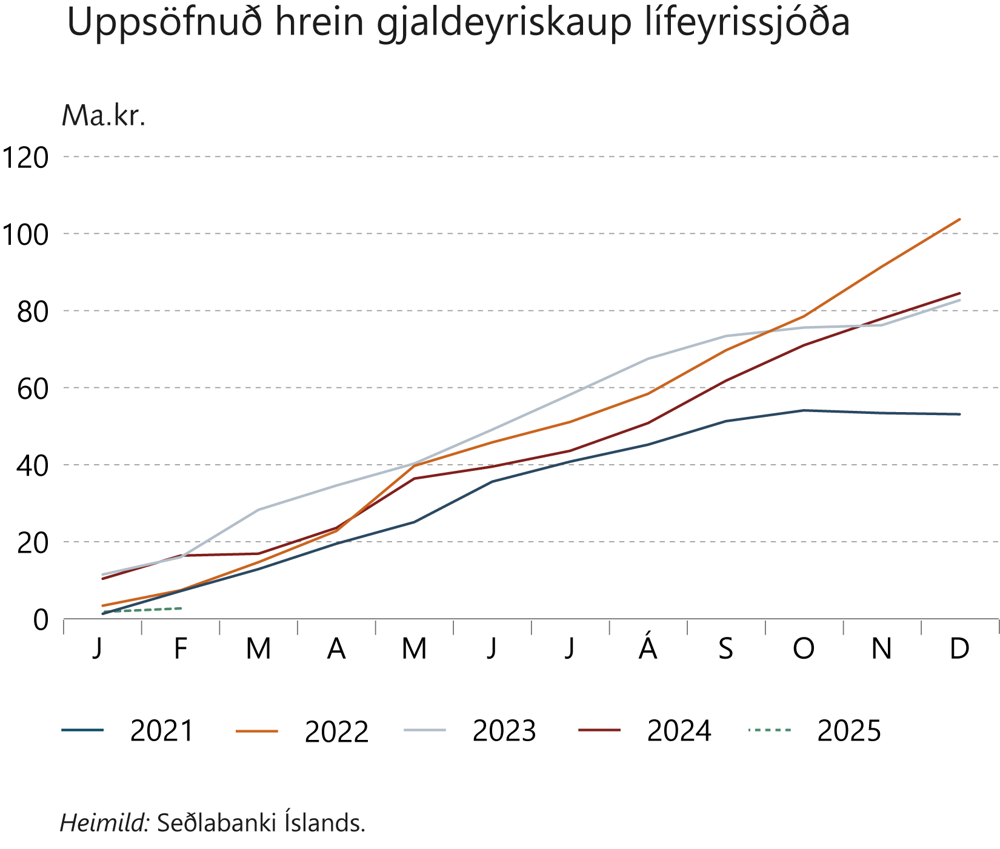 Uppsöfnuð hrein gjaldeyriskaup lífeyrissjóða
Ma.kr.
120
100
80
60
40
20
0
J F M A M J J Á S O N D
2021 2022 2023 2024 2025
Heimild: Seðlabanki Íslands.